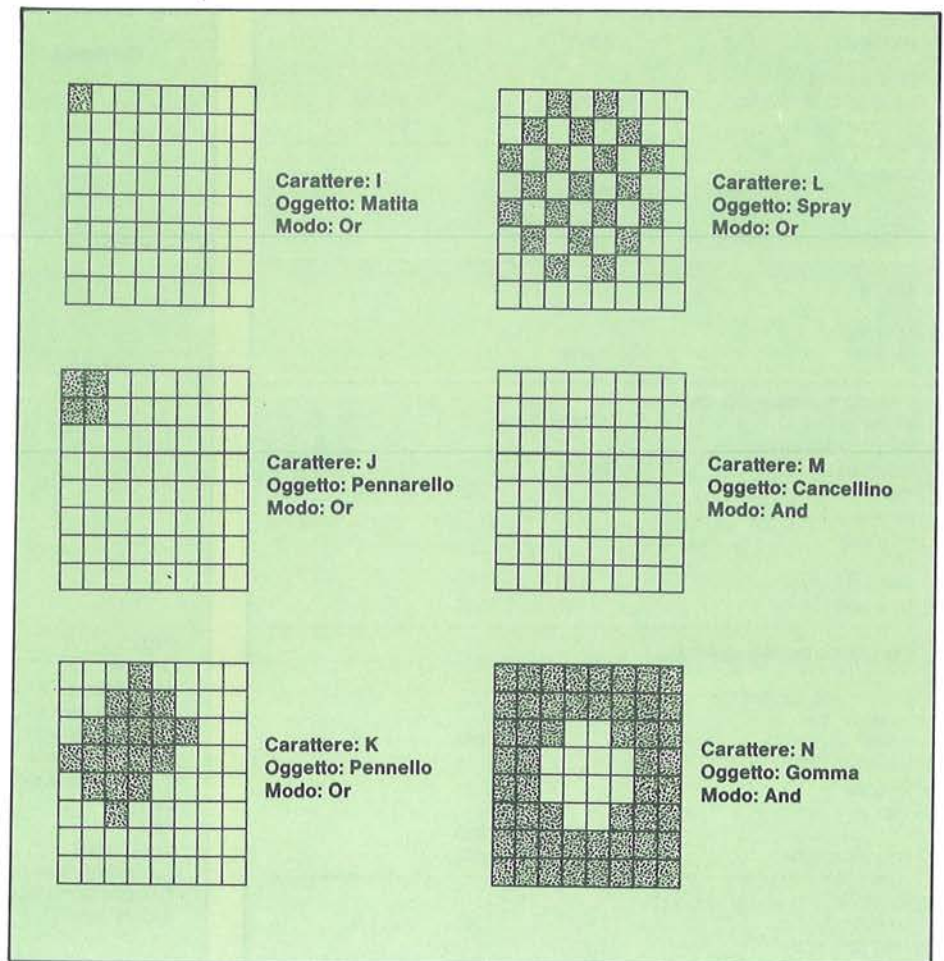 Carattere: I
Oggetto: Matita
Modo: Or
Carattere: L
Oggetto: Spray
Modo: Or
Carattere: J
Oggetto: Pennarello
Modo: Or
Carattere: M
Oggetto: Cancellino
Modo: And
Carattere: K
Oggetto: Pennello
Modo: Or
Carattere: N
Oggetto: Gomma
Modo: And